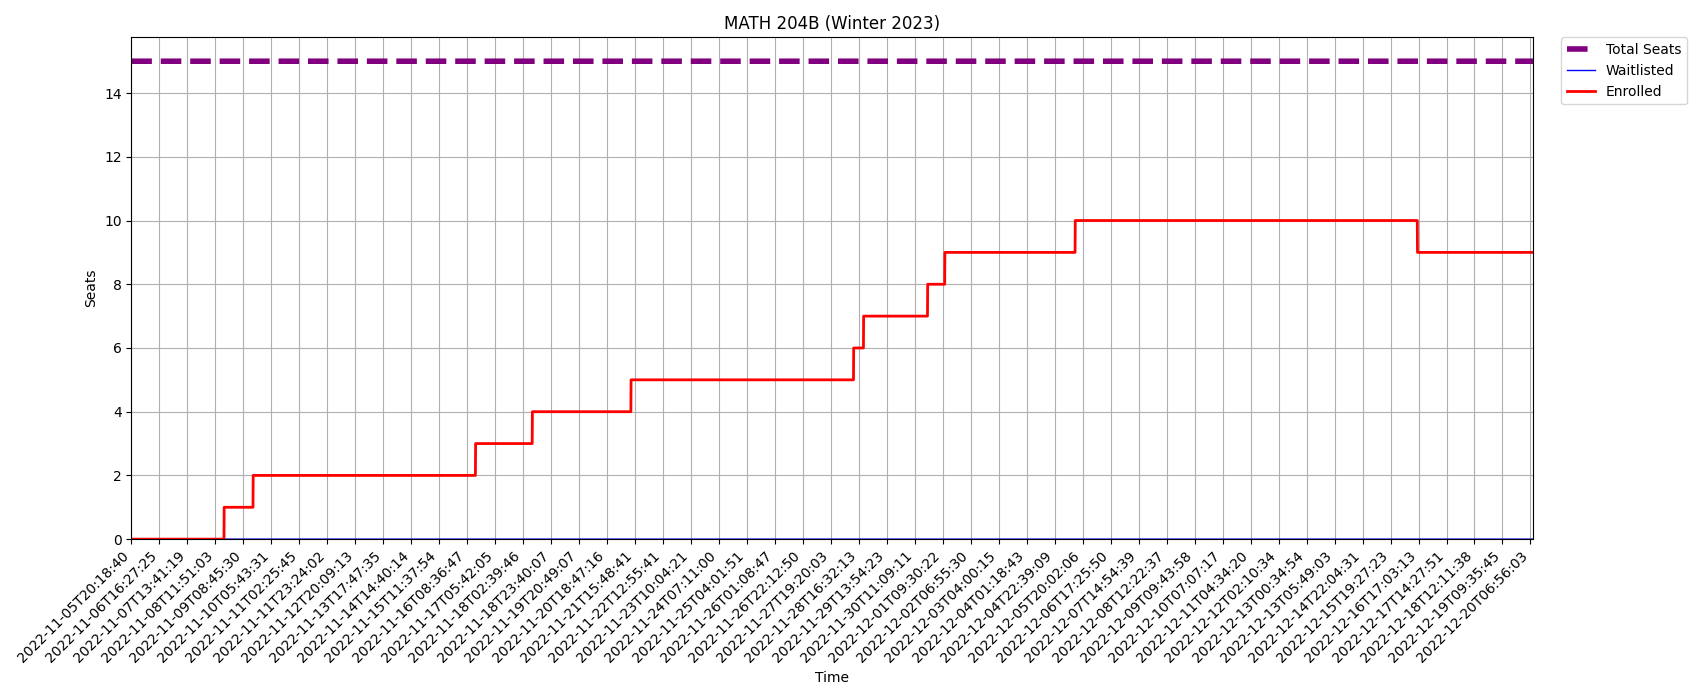 MATH 204B (Winter 2023)
Total Seats
Waitlisted
Enrolled
Seats
14
12
10
8
6
4
2
0
2022-11-05T20:18:40
2022-11-06T16:27:25
2022-11-07T13:41:19
2022-11-08T11:51:03
2022-11-09T08:45:30
2022-11-10T05:43:31
2022-11-11T02:25:45
2022-11-11T23:24:02
2022-11-12T20:09:13
2022-11-13T17:47:35
2022-11-14T14:40:14
2022-11-15T11:37:54
2022-11-16T08:36:47
2022-11-17T05:42:05
2022-11-18T02:39:46
2022-11-18T23:40:07
2022-11-19T20:49:07
2022-11-20T18:47:16
2022-11-21T15:48:41
2022-11-22T12:55:41
2022-11-23T10:04:21
2022-11-24T07:11:00
2022-11-25T04:01:51
2022-11-26T01:08:47
2022-11-26T22:12:50
2022-11-27T19:20:03
2022-11-28T16:32:13
2022-11-29T13:54:23
2022-11-30T11:09:11
2022-12-01T09:30:22
2022-12-02T06:55:30
2022-12-03T04:00:15
2022-12-04T01:18:43
2022-12-04T22:39:09
2022-12-05T20:02:06
2022-12-06T17:25:50
2022-12-07T14:54:39
2022-12-08T12:22:37
2022-12-09T09:43:58
2022-12-10T07:07:17
2022-12-11T04:34:20
2022-12-12T02:10:34
2022-12-13T00:34:54
2022-12-13T05:49:03
2022-12-14T22:04:31
2022-12-15T19:27:23
2022-12-16T17:03:13
2022-12-17T14:27:51
2022-12-18T12:11:38
2022-12-19T09:35:45
2022-12-20T06:56:03
Time